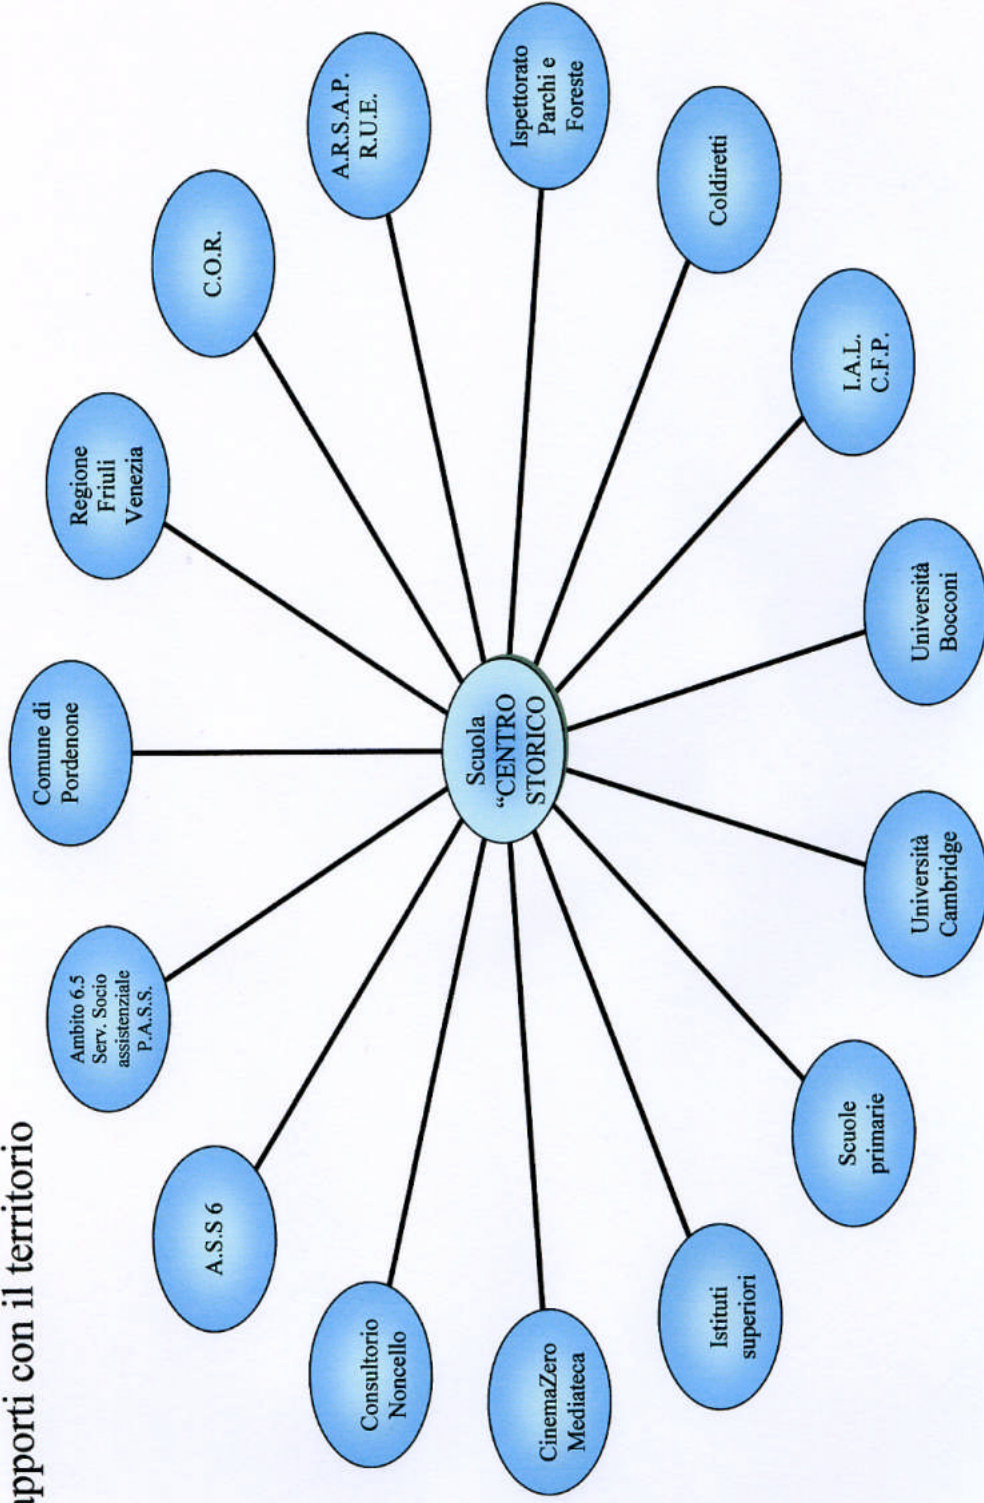 apporti con il territorio
Comune di
Pordenone
Regione
Friuli
Venezia
C.O.R.
A.R.S.A.P.
R.U.E.
Ispettorato
Parchi e
Foreste
Coldiretti
I.A.L.
C.F.P.
Università
Bocconi
Università
Cambridge
Scuole
primarie
Istituti
superiori
CinemaZero
Mediateca
Consultorio
Noncello
A.S.S 6
Ambito 6.5
Serv. Socio
assistenziale
P.A.S.S.
Scuola
“CENTRO
STORICO